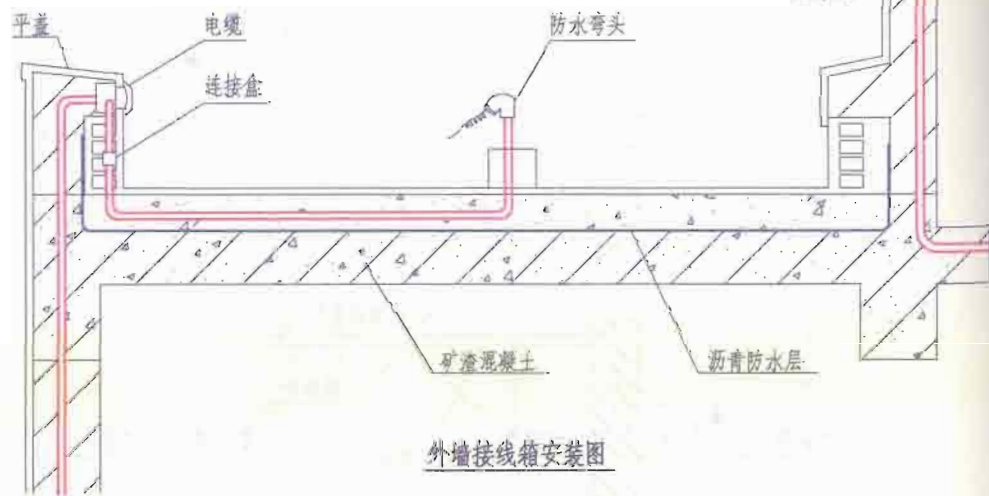 平盖
电缆
防水弯头
连接盒
矿渣混凝土
沥青防水层
外墙接线箱安装图